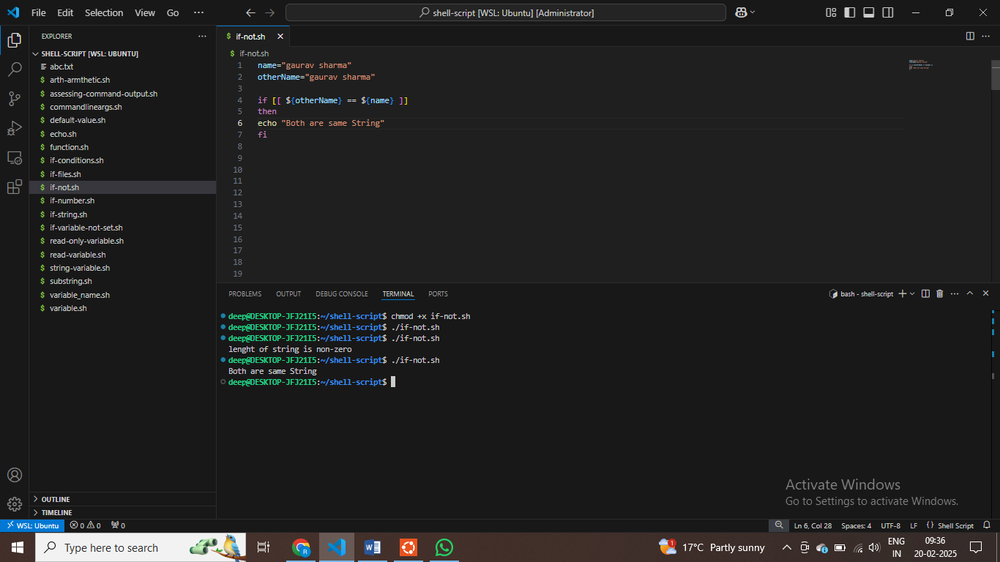 File Edit Selection View Go ···
shell-script [WSL: Ubuntu] [Administrator]
EXPLORER
SHELL-SCRIPT [WSL: UBUNTU]
abc.txt
$ arth-armthetic.sh
$ assessing-command-output.sh
$ commandlineargs.sh
$ default-value.sh
$ echo.sh
$ function.sh
$ if-conditions.sh
$ if-files.sh
$ if-not.sh
$ if-number.sh
$ if-string.sh
$ if-variable-not-set.sh
$ read-only-variable.sh
$ read-variable.sh
$ string-variable.sh
$ substring.sh
$ variable_name.sh
$ variable.sh
OUTLINE
TIMELINE
$ if-not.sh
$ if-not.sh
1 name="gaurav sharma"
2 otherName="gaurav sharma"
3
4 if [[ ${otherName} == ${name} ]]
5 then
6 echo "Both are same String"
7 fi
8
9
10
11
12
13
14
15
16
17
18
19
PROBLEMS OUTPUT DEBUG CONSOLE TERMINAL PORTS
bash - shell-script
deep@DESKTOP-JFJ21I5:~/shell-script$ chmod +x if-not.sh
deep@DESKTOP-JFJ21I5:~/shell-script$ ./if-not.sh
deep@DESKTOP-JFJ21I5:~/shell-script$ ./if-not.sh
lenght of string is non-zero
deep@DESKTOP-JFJ21I5:~/shell-script$ ./if-not.sh
Both are same String
deep@DESKTOP-JFJ21I5:~/shell-script$
Activate Windows
Go to Settings to activate Windows.
WSL: Ubuntu 0 0 0
Ln 6, Col 28 Spaces: 4 UTF-8 LF {} Shell Script
Type here to search
R
W
1
17°C Partly sunny
ENG
IN
09:36
20-02-2025